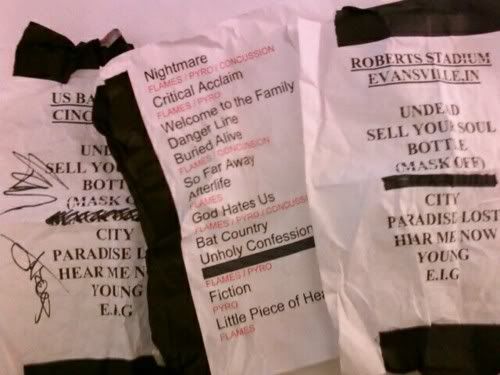 US BA
CINC
UND
SELL YO
BOTT
(MASK O
CITY
PARADISE L
HEAR ME N
YOUNG
E.I.G
Nightmare
FLAMES / PYRO / CONCUSSION
Critical Acclaim
FLAMES / PYRO
Welcome to the Family
Danger Line
Buried Alive
FLAMES / CONCUSSION
So Far Away
Afterlife
FLAMES
God Hates Us
FLAMES / PYRO / CONCUSS
Bat Country
Unholy Confession
FLAMES / PYRO
Fiction
PYRO
Little Piece of Hea
FLAMES
ROBERTS STADIUM
EVANSVILLE.IN
UNDEAD
SELL YOUR SOUL
BOTTLE
(MASK OFF)
CITY
PARADISE LOST
HEAR ME NOW
YOUNG
E.I.G